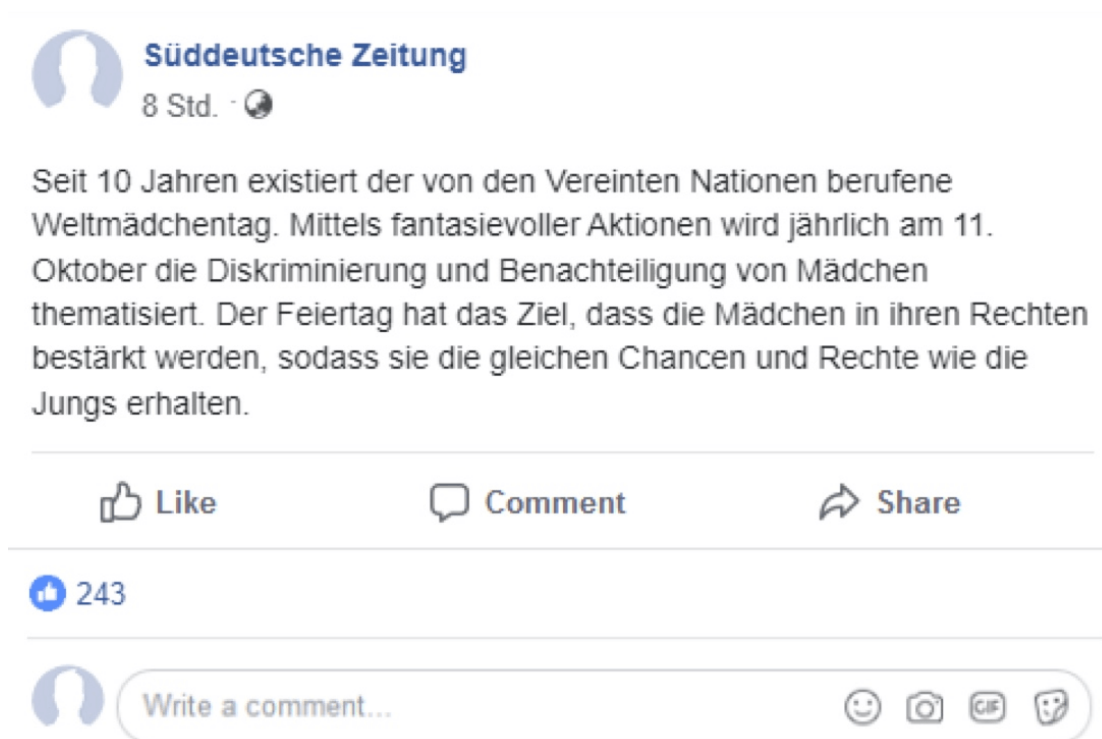 Süddeutsche Zeitung
8 Std. ·
Seit 10 Jahren existiert der von den Vereinten Nationen berufene
Weltmädchentag. Mittels fantasievoller Aktionen wird jährlich am 11.
Oktober die Diskriminierung und Benachteiligung von Mädchen
thematisiert. Der Feiertag hat das Ziel, dass die Mädchen in ihren Rechten
bestärkt werden, sodass sie die gleichen Chancen und Rechte wie die
Jungs erhalten.
Like Comment Share
243
Write a comment... GIF